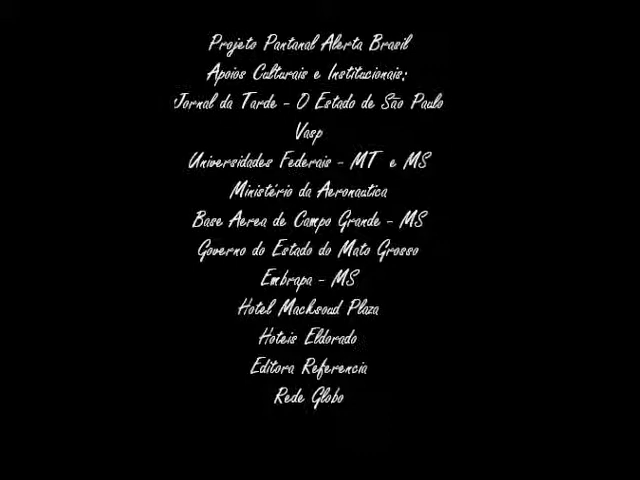 Projeto Pantanal Alerta Brasil
Apoios Culturais e Institucionais:
Jornal da Tarde - O Estado de São Paulo
Vasp
Universidades Federais - MT e MS
Ministério da Aeronautica
Base Aerea de Campo Grande - MS
Governo do Estado do Mato Grosso
Embrapa - MS
Hotel Macksoud Plaza
Hoteis Eldorado
Editora Referencia
Rede Globo